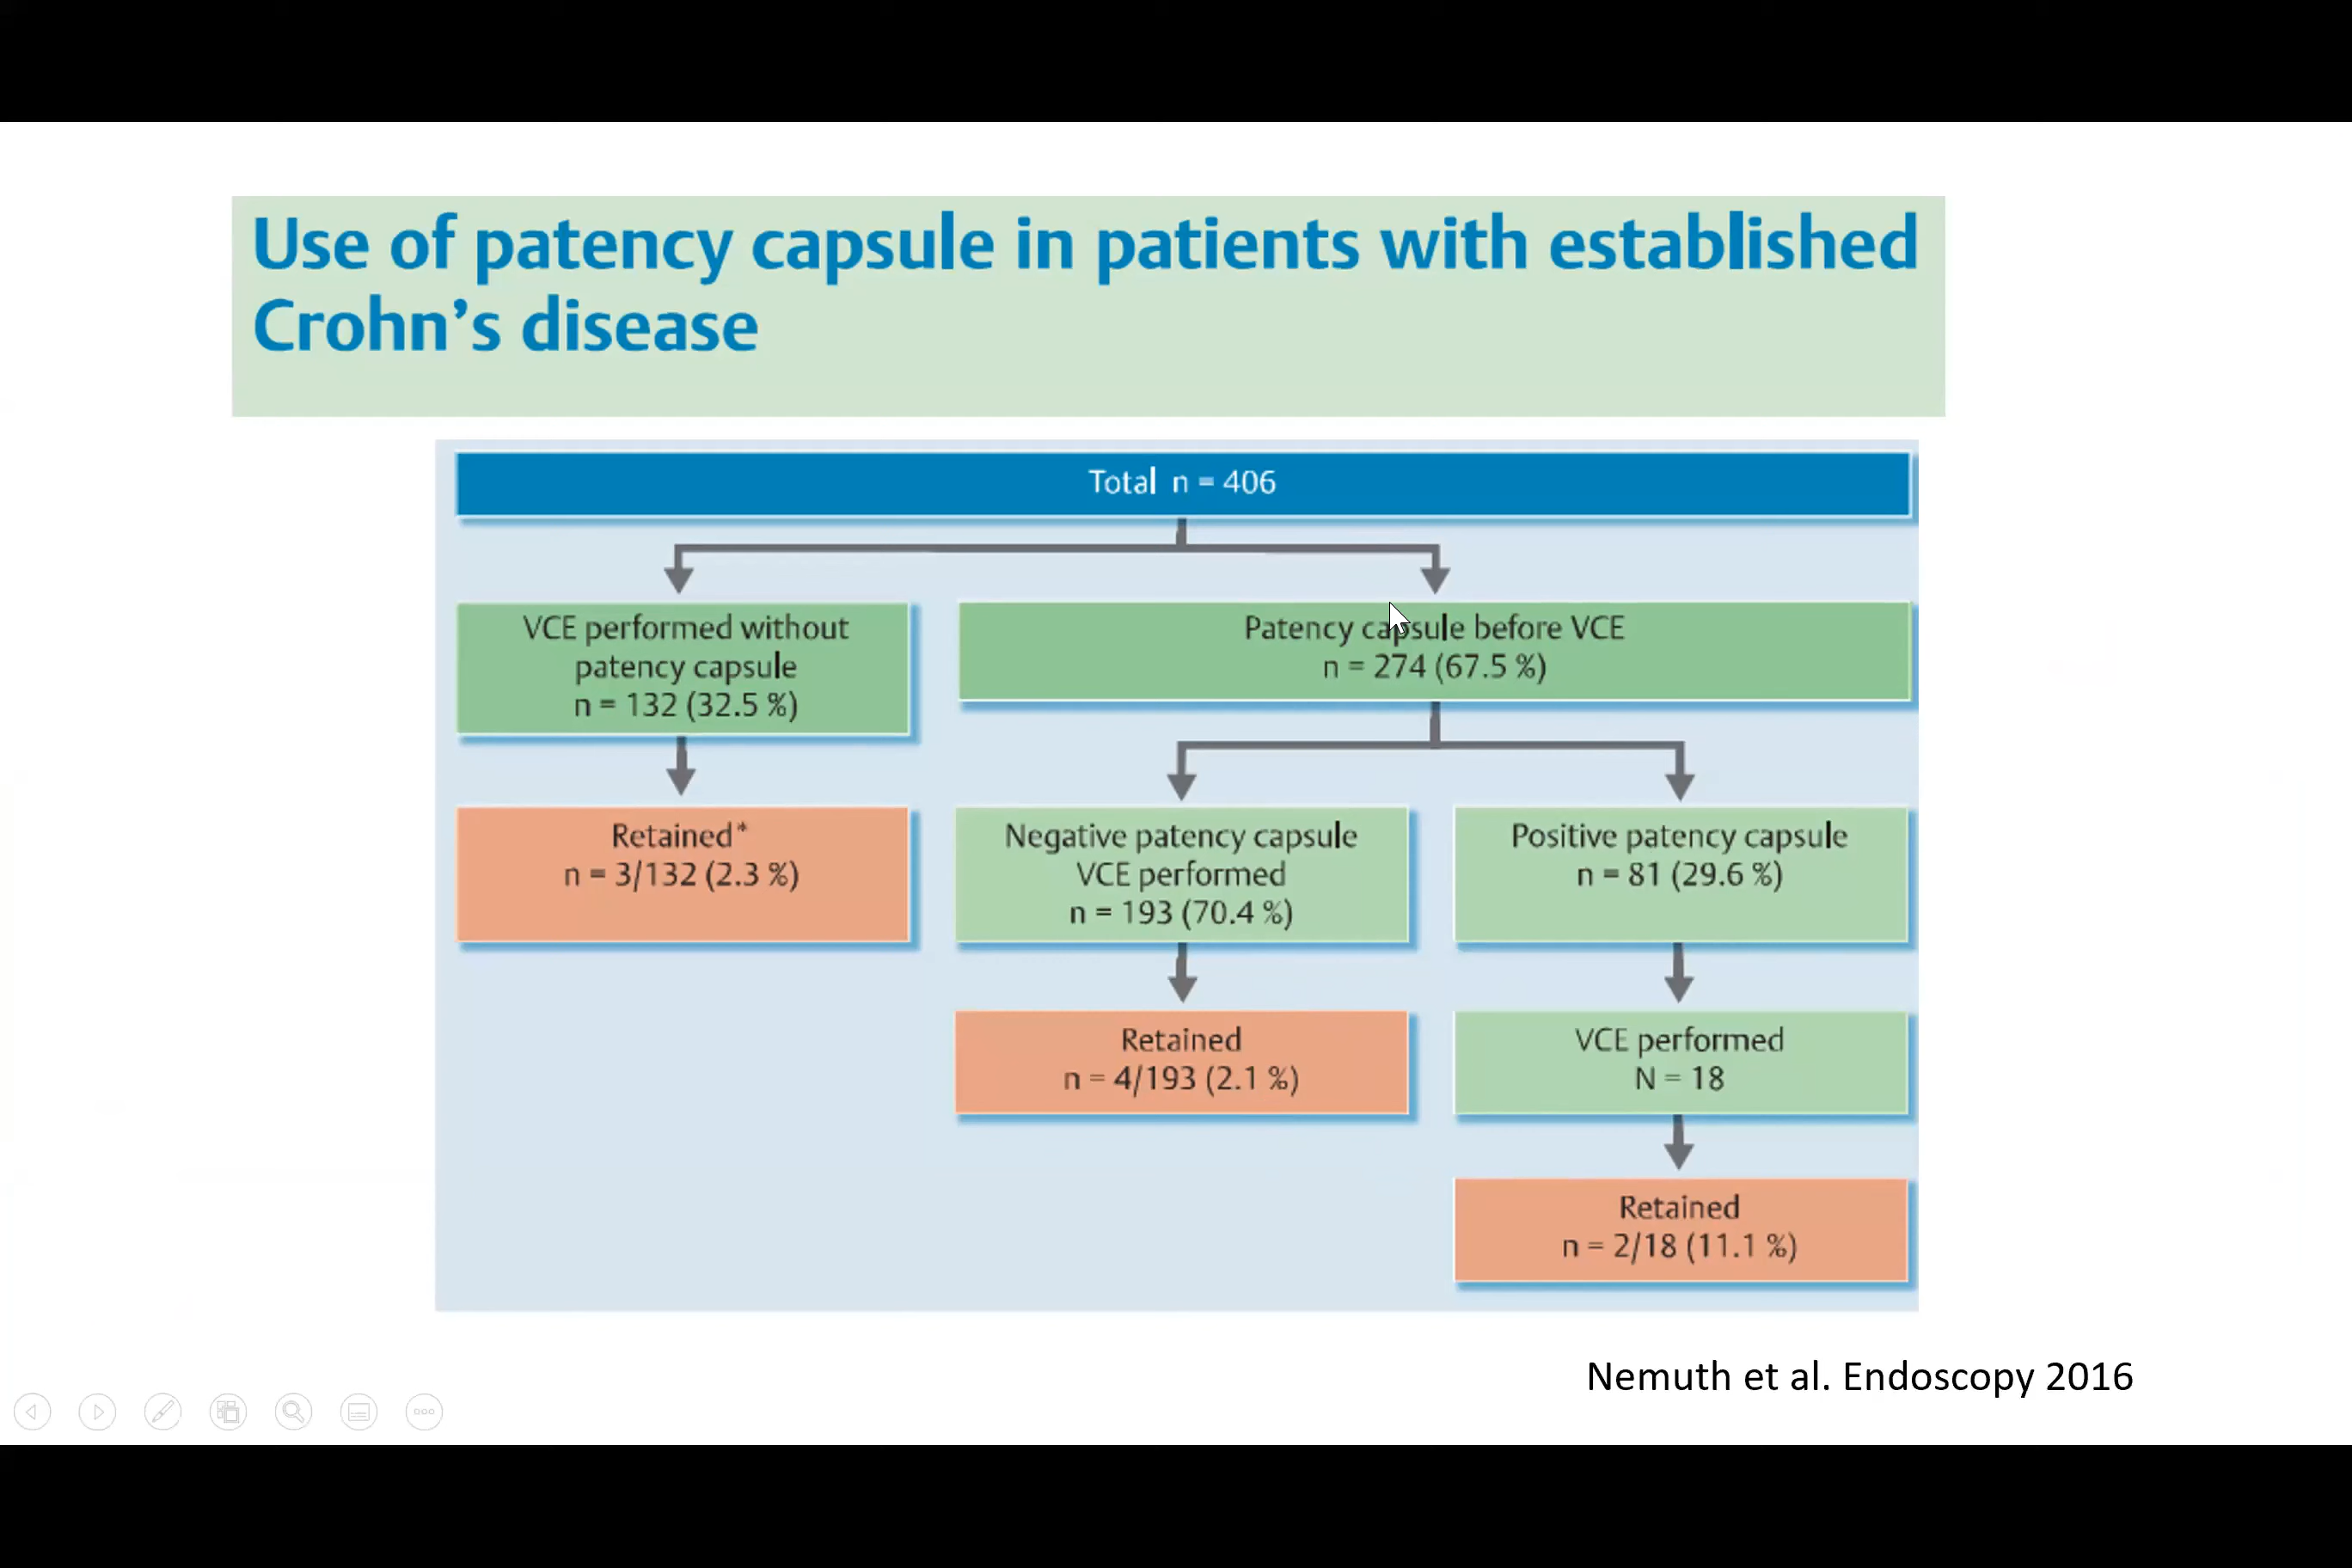 Use of patency capsule in patients with established
Crohn’s disease
Total n = 406
VCE performed without
patency capsule
n = 132 (32.5 %)
Patency capsule before VCE
n = 274 (67.5 %)
Retained*
n = 3/132 (2.3 %)
Negative patency capsule
VCE performed
n = 193 (70.4 %)
Positive patency capsule
n = 81 (29.6 %)
Retained
n = 4/193 (2.1 %)
VCE performed
N = 18
Retained
n = 2/18 (11.1 %)
Nemuth et al. Endoscopy 2016